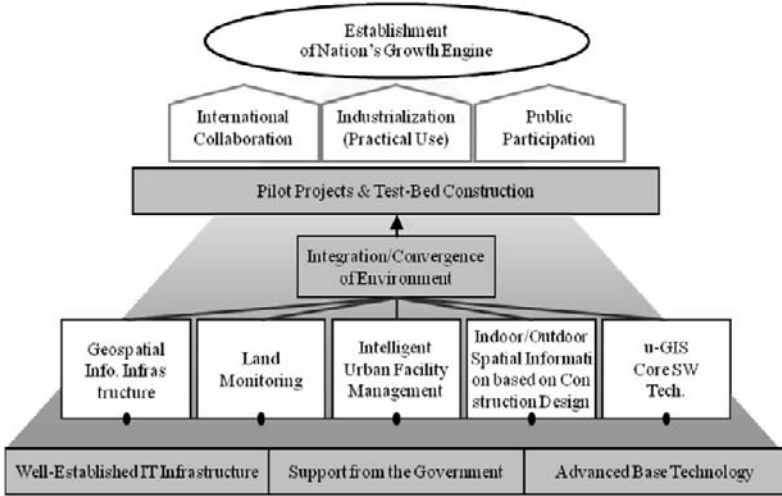 Establishment
of Nation's Growth Engine
International
Collaboration
Industrialization
(Practical Use)
Public
Participation
Pilot Projects & Test-Bed Construction
Integration/Convergence
of Environment
Geospatial
Info. Infras
tructure
Land
Monitoring
Intelligent
Urban Facility
Management
Indoor/Outdoor
Spatial Informati
on based on Con
struction Design
u-GIS
Core SW
Tech.
Well-Established IT Infrastructure
Support from the Government
Advanced Base Technology